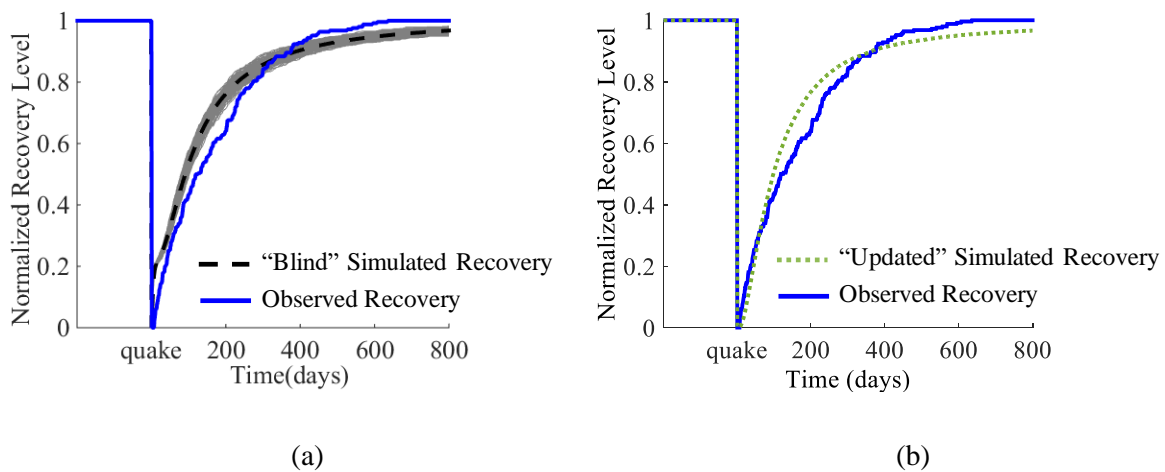 Normalized Recovery Level
1
0.8
0.6
0.4
0.2
0
"Blind" Simulated Recovery
Observed Recovery
quake 200 400 600 800
Time(days)
(a)
Normalized Recovery Level
1
0.8
0.6
0.4
0.2
0
"Updated" Simulated Recovery
Observed Recovery
quake 200 400 600 800
Time (days)
(b)